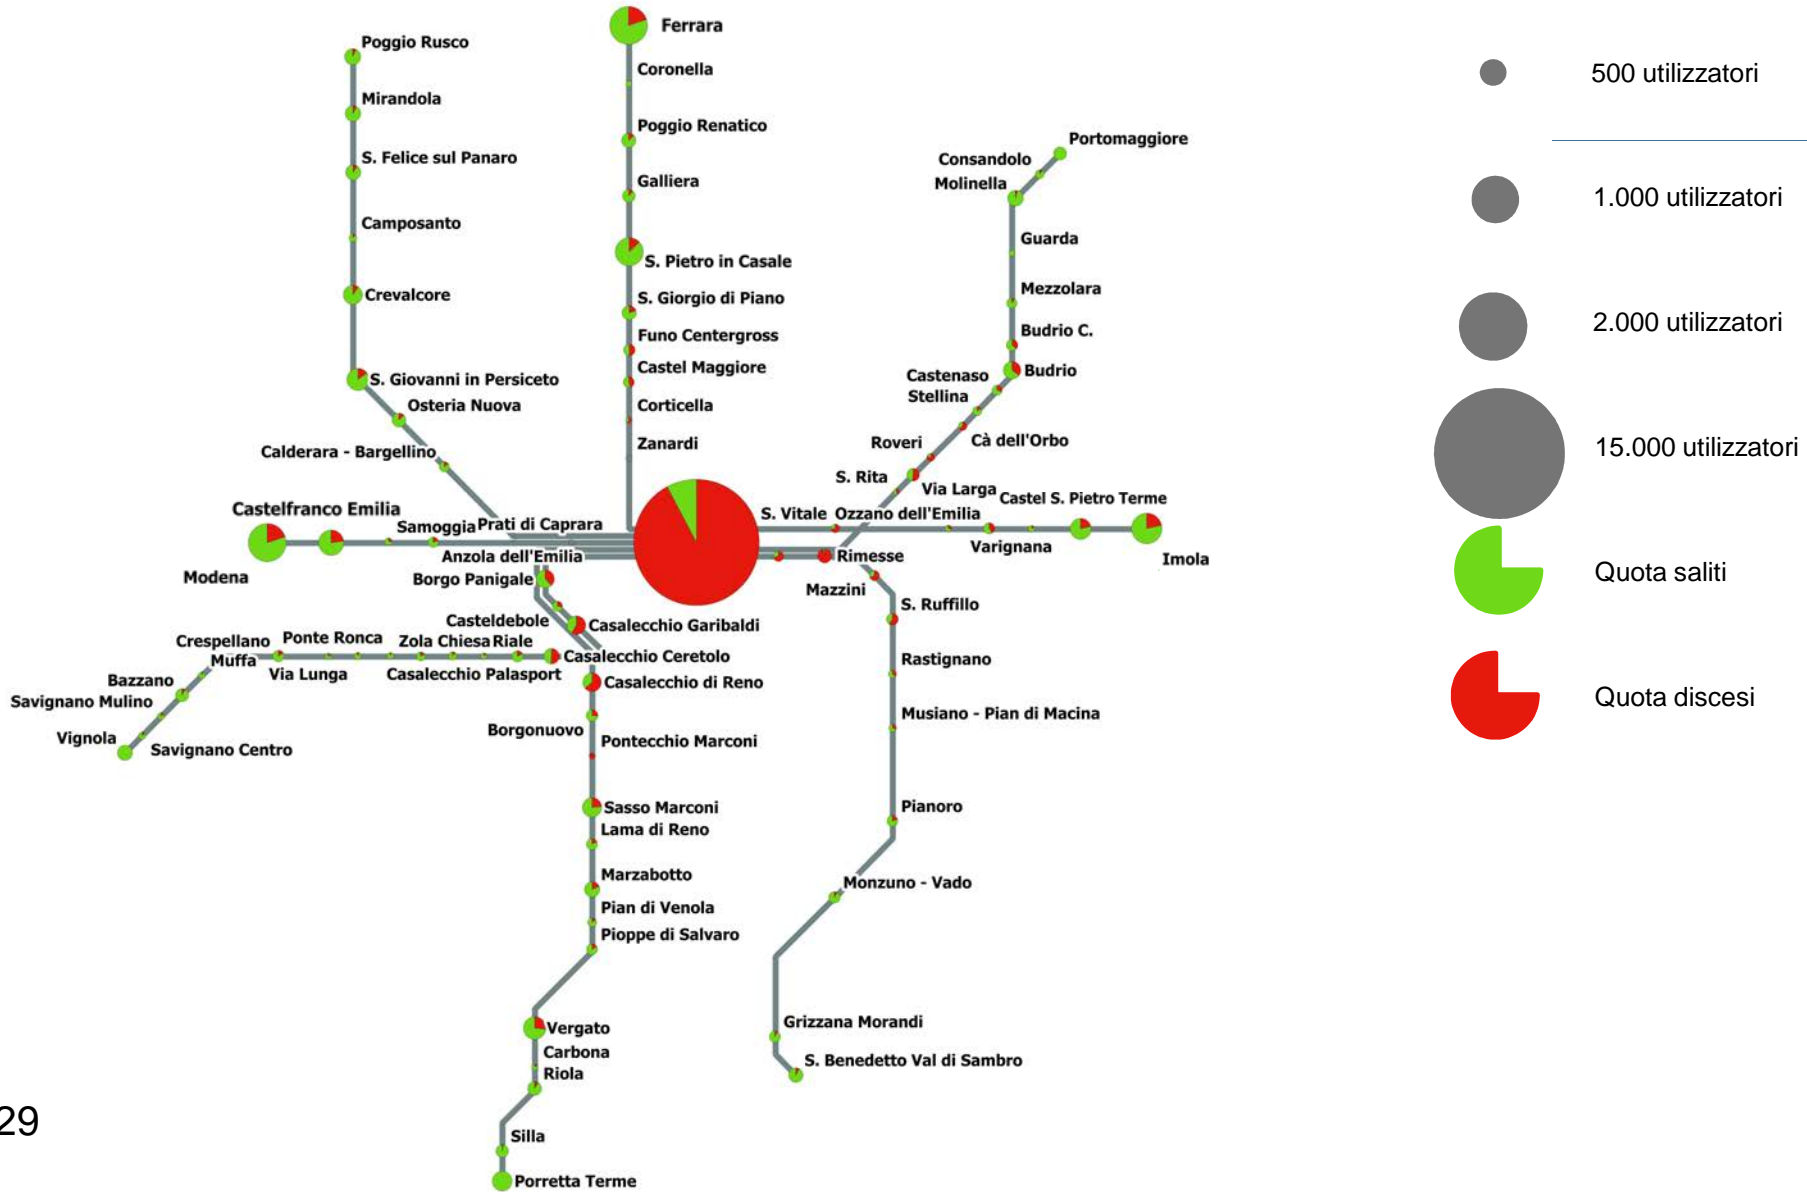 Ferrara
Poggio Rusco
Coronella
Mirandola
Poggio Renatico
S. Felice sul Panaro
Galliera
Camposanto
S. Pietro in Casale
Crevalcore
S. Giorgio di Piano
Funo Centergross
Castel Maggiore
S. Giovanni in Persiceto
Osteria Nuova
Corticella
Calderara - Bargellino
Zanardi
Portomaggiore
Consandolo
Molinella
Guarda
Mezzolara
Budrio C.
Budrio
Castenaso
Stellina
Cà dell'Orbo
Roveri
S. Rita
Via Larga
Castel S. Pietro Terme
S. Vitale
Ozzano dell'Emilia
Varignana
Imola
Castelfranco Emilia
Samoggia
Prati di Caprara
Anzola dell'Emilia
Modena
Borgo Panigale
Rimesse
Mazzini
S. Ruffillo
Casteldebole
Casalecchio Garibaldi
Crespellano
Ponte Ronca
Zola Chiesa
Riale
Casalecchio Ceretolo
Muffa
Via Lunga
Casalecchio Palasport
Rastignano
Bazzano
Casalecchio di Reno
Savignano Mulino
Musiano - Pian di Macina
Vignola
Savignano Centro
Borgonuovo
Pontecchio Marconi
Sasso Marconi
Pianoro
Lama di Reno
Marzabotto
Monzuno - Vado
Pian di Venola
Pioppe di Salvaro
Vergato
Grizzana Morandi
Carbona
Riola
S. Benedetto Val di Sambro
Silla
Porretta Terme
500 utilizzatori
1.000 utilizzatori
2.000 utilizzatori
15.000 utilizzatori
Quota saliti
Quota discesi
29